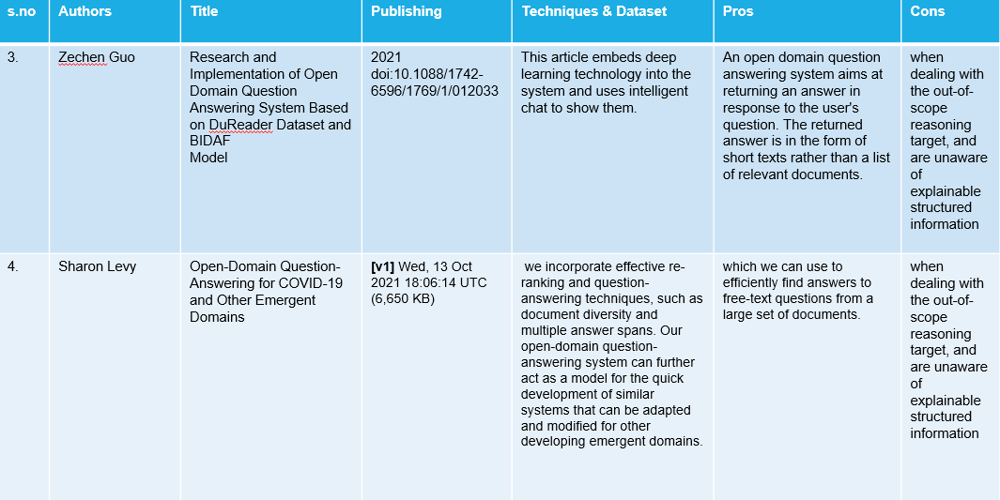 s.no
Authors
Title
Publishing
Techniques & Dataset
Pros
Cons
3.
Zechen Guo
Research and
Implementation of Open
Domain Question
Answering System Based
on DuReader Dataset and
BIDAF
Model
2021
doi:10.1088/1742-
6596/1769/1/012033
This article embeds deep
learning technology into the
system and uses intelligent
chat to show them.
An open domain question
answering system aims at
returning an answer in
response to the user's
question. The returned
answer is in the form of
short texts rather than a list
of relevant documents.
when
dealing with
the out-of-
scope
reasoning
target, and
are unaware
of
explainable
structured
information
4.
Sharon Levy
Open-Domain Question-
Answering for COVID-19
and Other Emergent
Domains
[v1] Wed, 13 Oct
2021 18:06:14 UTC
(6,650 KB)
we incorporate effective re-
ranking and question-
answering techniques, such as
document diversity and
multiple answer spans. Our
open-domain question-
answering system can further
act as a model for the quick
development of similar
systems that can be adapted
and modified for other
developing emergent domains.
which we can use to
efficiently find answers to
free-text questions from a
large set of documents.
when
dealing with
the out-of-
scope
reasoning
target, and
are unaware
of
explainable
structured
information